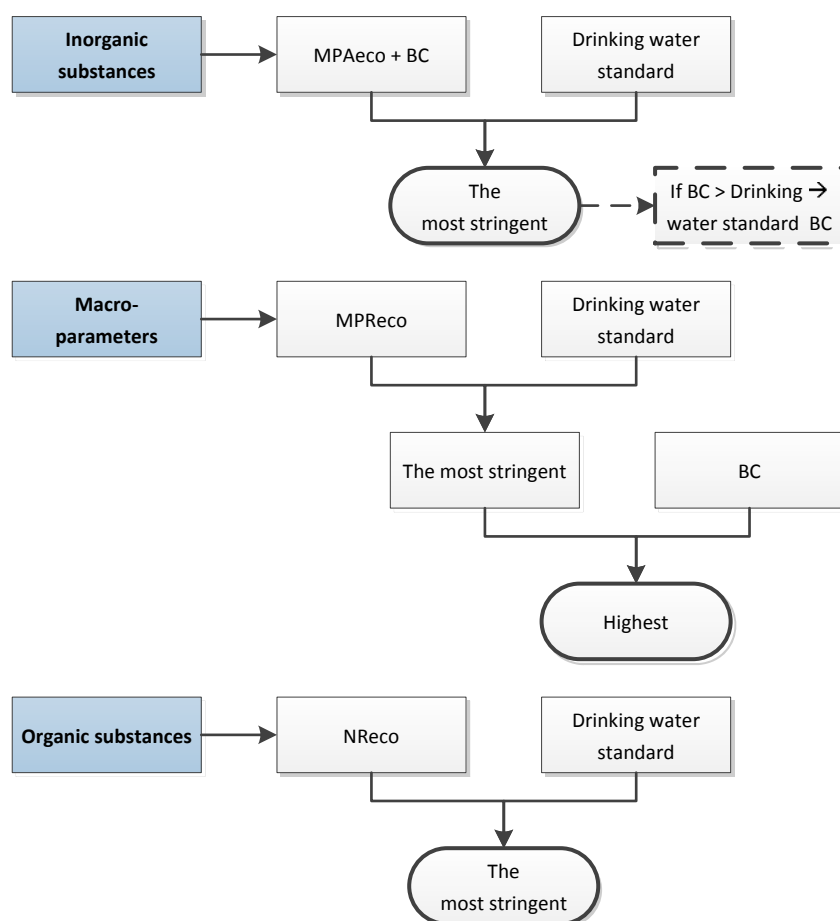 Inorganic
substances
MPAeco + BC
Drinking water
standard
The
most stringent
If BC > Drinking →
water standard BC
Macro-
parameters
MPReco
Drinking water
standard
The most stringent
BC
Highest
Organic substances
NReco
Drinking water
standard
The
most stringent